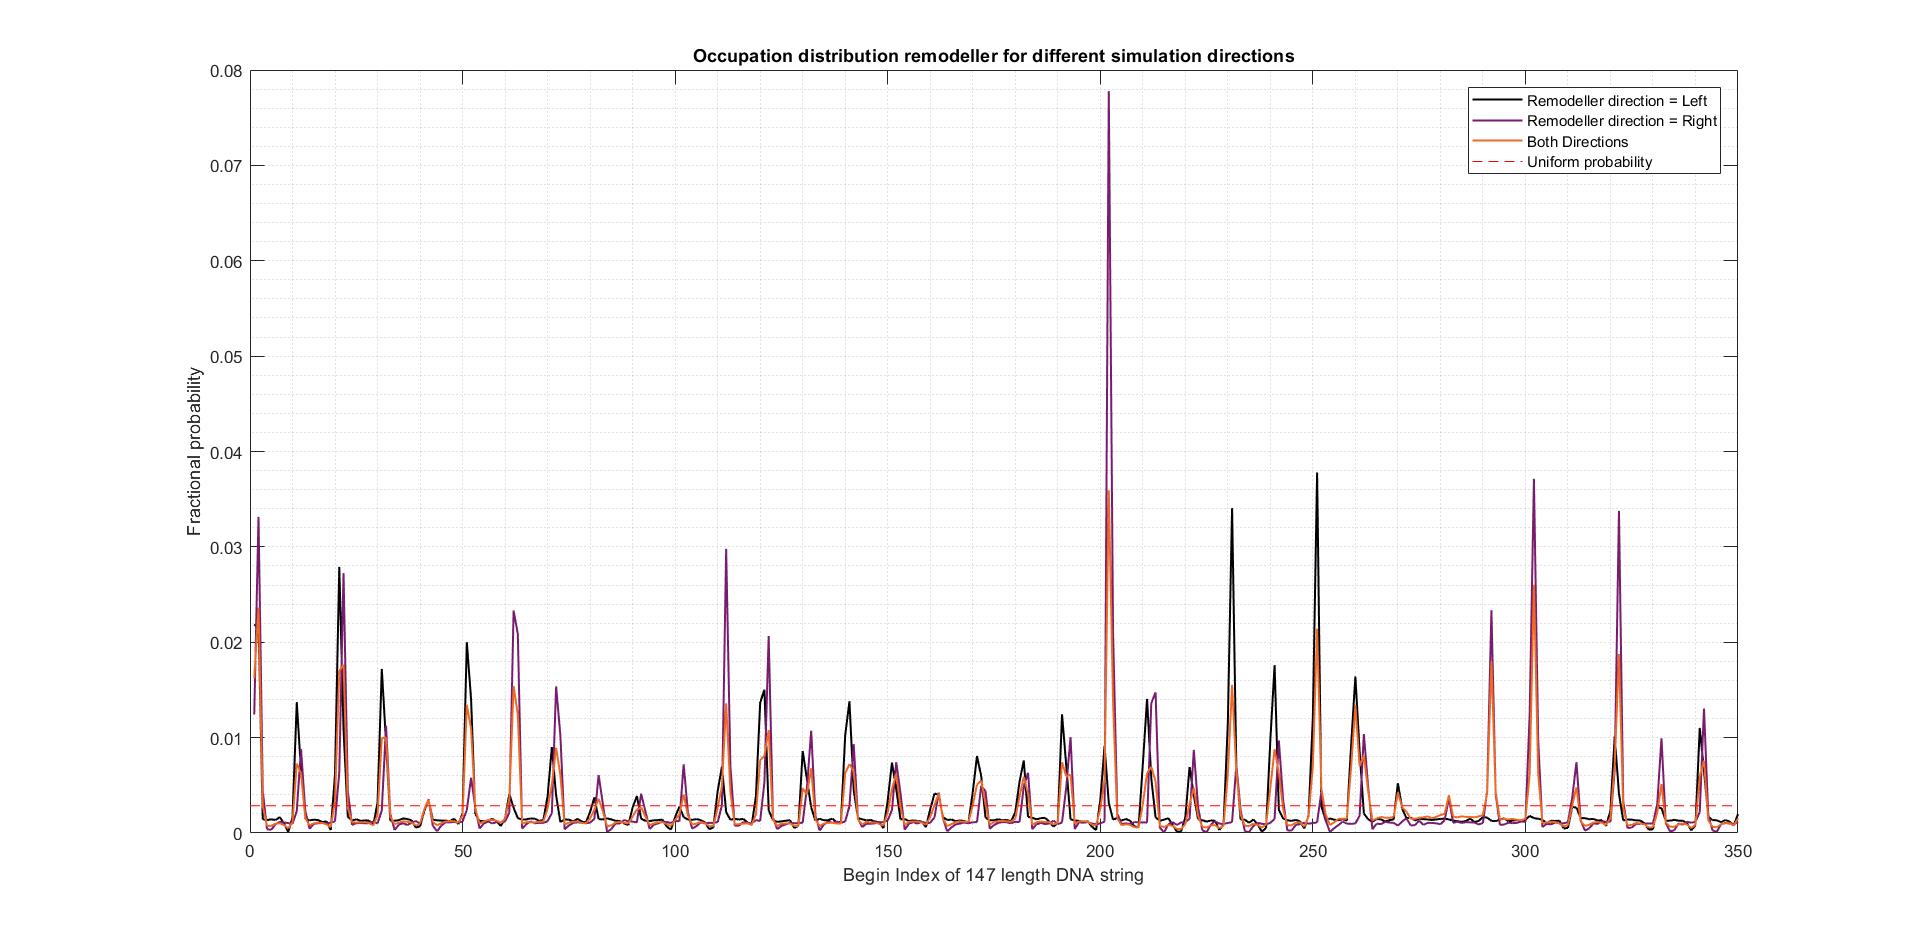 Occupation distribution remodeller for different simulation directions
0.08
0.07
0.06
0.05
0.04
0.03
0.02
0.01
0
Fractional probability
Remodeller direction = Left
Remodeller direction = Right
Both Directions
Uniform probability
0 50 100 150 200 250 300 350
Begin Index of 147 length DNA string